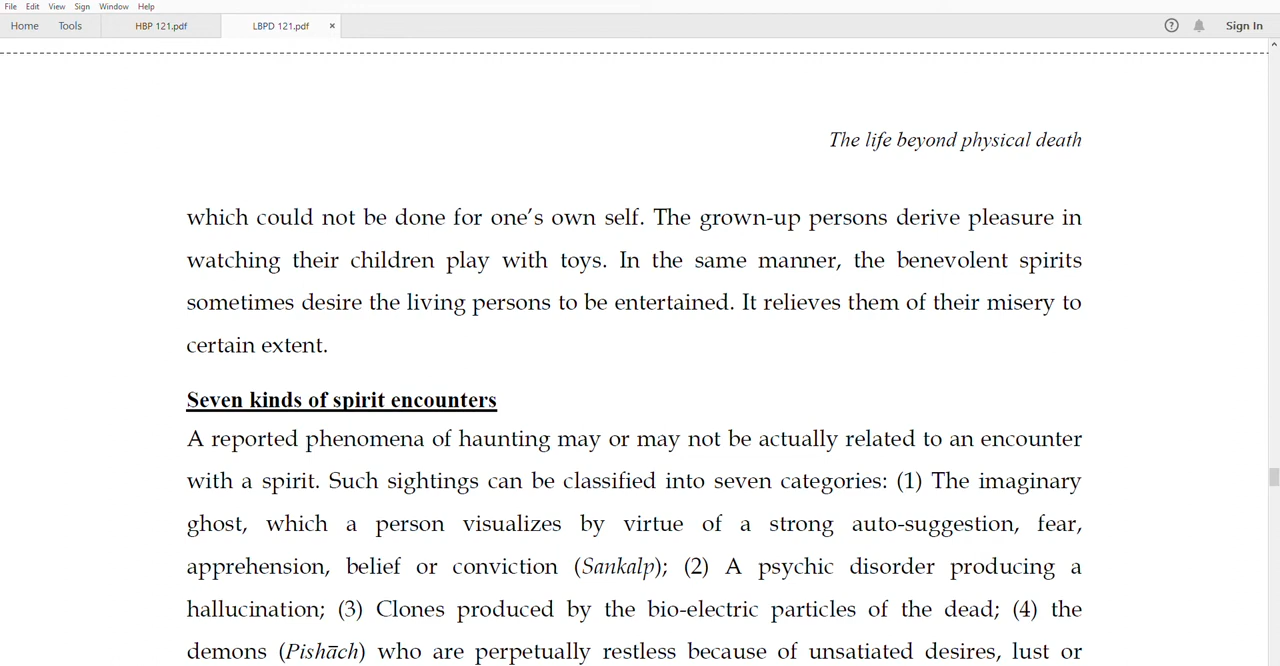 File Edit View Sign Window Help
Home Tools HBP 121.pdf LBPD 121.pdf × ? Sign In
The life beyond physical death
which could not be done for one’s own self. The grown-up persons derive pleasure in
watching their children play with toys. In the same manner, the benevolent spirits
sometimes desire the living persons to be entertained. It relieves them of their misery to
certain extent.
Seven kinds of spirit encounters
A reported phenomena of haunting may or may not be actually related to an encounter
with a spirit. Such sightings can be classified into seven categories: (1) The imaginary
ghost, which a person visualizes by virtue of a strong auto-suggestion, fear,
apprehension, belief or conviction (Sankalp); (2) A psychic disorder producing a
hallucination; (3) Clones produced by the bio-electric particles of the dead; (4) the
demons (Pishāch) who are perpetually restless because of unsatiated desires, lust or